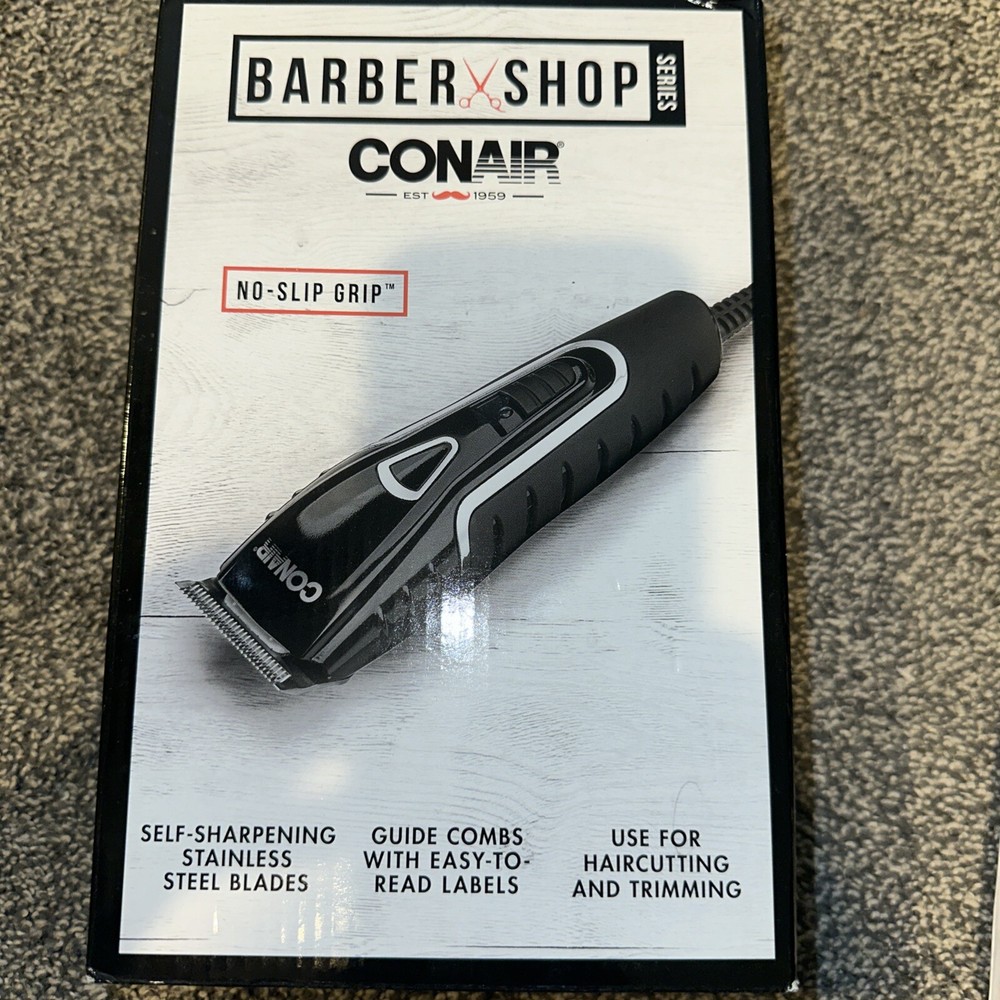 BARBER SHOP
SERIES
CONAIR®
EST 1959
NO-SLIP GRIP™
CONAIR®
SELF-SHARPENING
STAINLESS
STEEL BLADES
GUIDE COMBS
WITH EASY-TO-
READ LABELS
USE FOR
HAIRCUTTING
AND TRIMMING